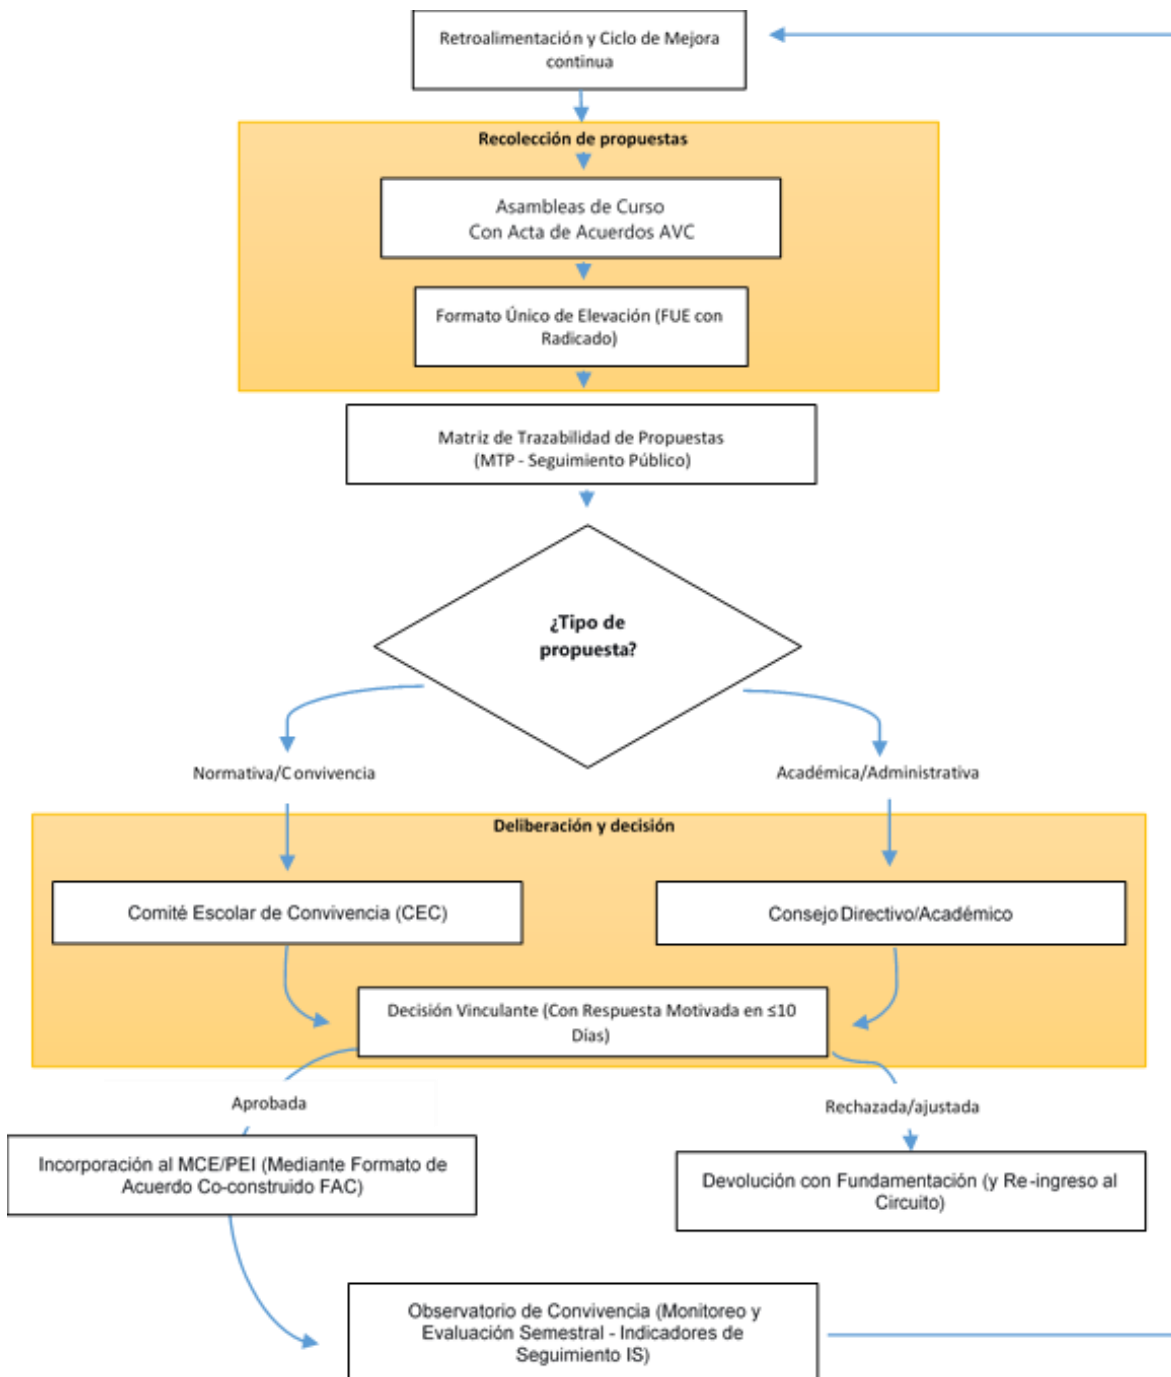 Retroalimentación y Ciclo de Mejora
continua
Recolección de propuestas
Asambleas de Curso
Con Acta de Acuerdos AVC
Formato Único de Elevación (FUE con
Radicado)
Matriz de Trazabilidad de Propuestas
(MTP - Seguimiento Público)
¿Tipo de
propuesta?
Normativa/Convivencia
Académica/Administrativa
Deliberación y decisión
Comité Escolar de Convivencia (CEC)
Consejo Directivo/Académico
Decisión Vinculante (Con Respuesta Motivada en ≤10
Días)
Aprobada
Rechazada/ajustada
Incorporación al MCE/PEI (Mediante Formato de
Acuerdo Co-construido FAC)
Devolución con Fundamentación (y Re-ingreso al
Circuito)
Observatorio de Convivencia (Monitoreo y
Evaluación Semestral - Indicadores de
Seguimiento IS)